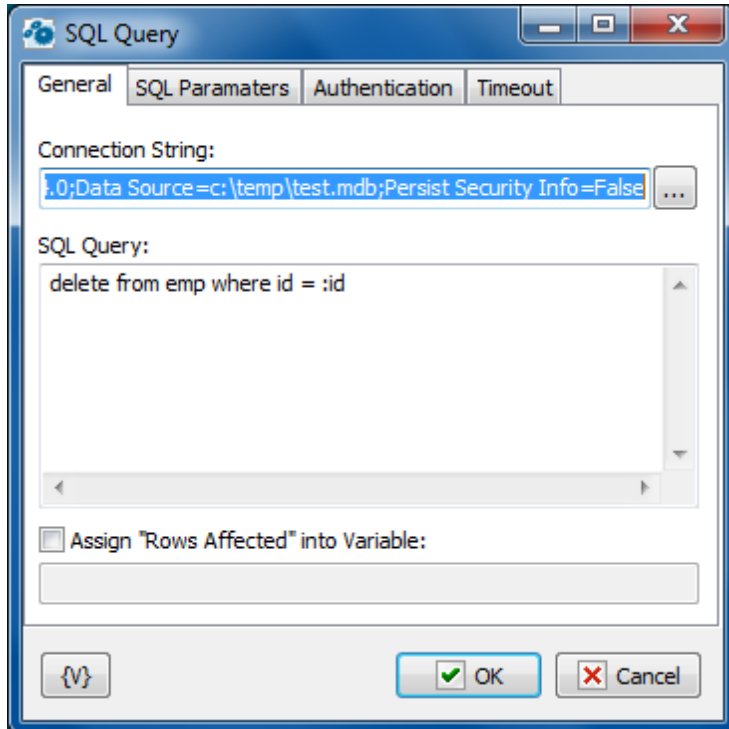 SQL Query
General SQL Paramaters Authentication Timeout
Connection String:
.0;Data Source=c:\temp\test.mdb;Persist Security Info=False ...
SQL Query:
delete from emp where id = :id
Assign "Rows Affected" into Variable:
{V} OK Cancel